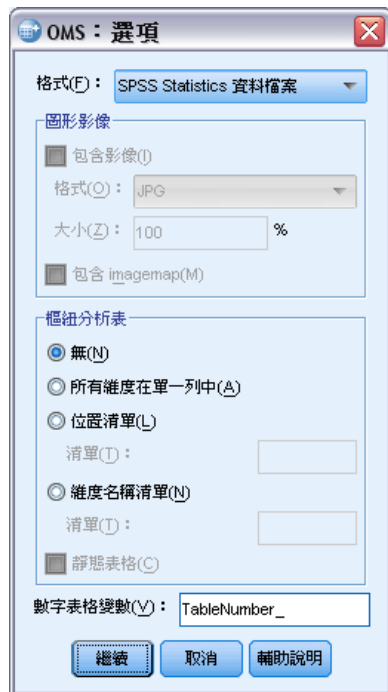 OMS：選項
格式(F)： SPSS Statistics 資料檔案
圖形影像
包含影像(I)
格式(O)： JPG
大小(Z)： 100 %
包含 imagemap(M)
樞紐分析表
無(N)
所有維度在單一列中(A)
位置清單(L)
清單(T)：
維度名稱清單(N)
清單(T)：
靜態表格(C)
數字表格變數(V)： TableNumber_
繼續 取消 輔助說明